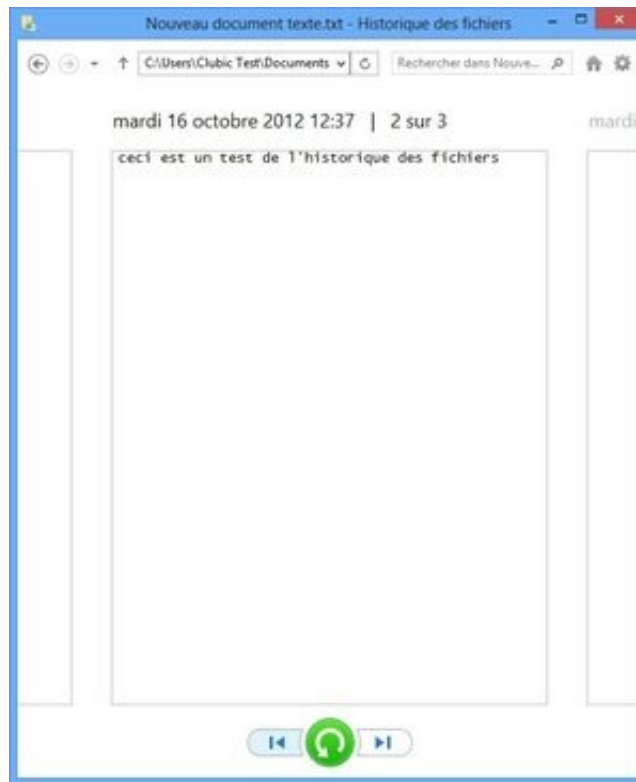 Nouveau document texte.txt - Historique des fichiers
C:\Users\Clubic Test\Documents
Rechercher dans Nouve...
mardi 16 octobre 2012 12:37 | 2 sur 3
mardi
ceci est un test de l'historique des fichiers